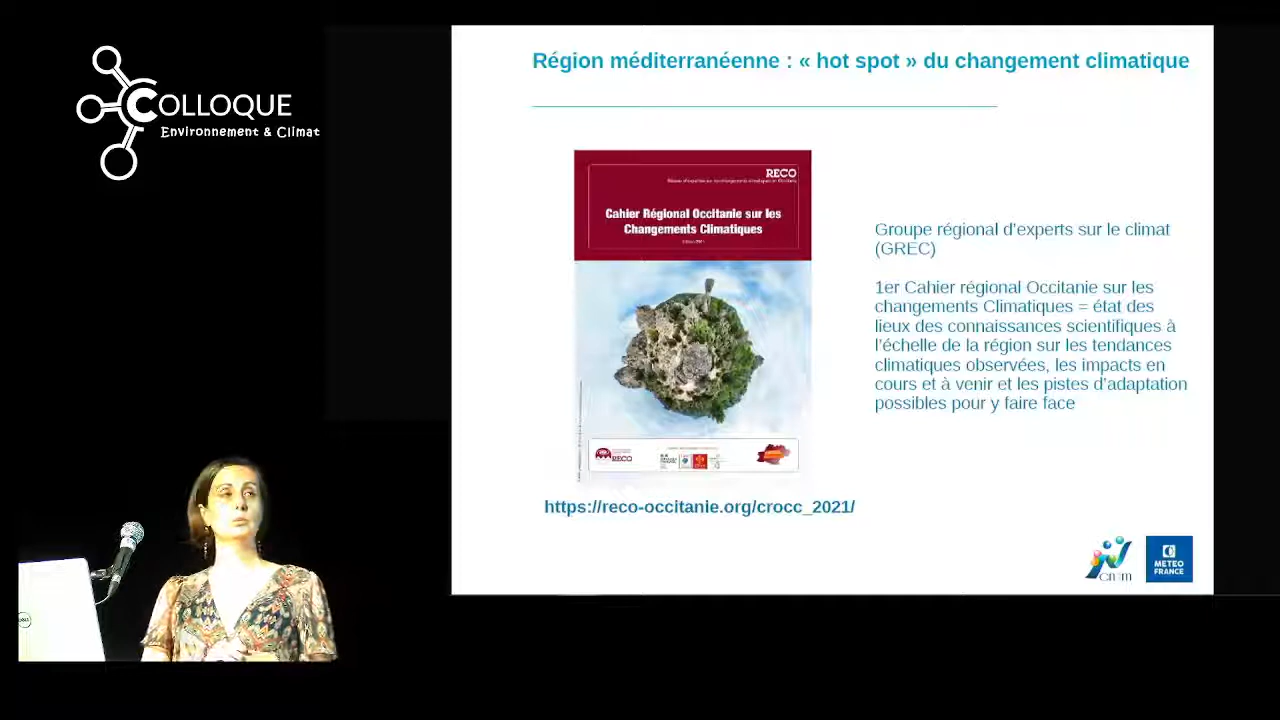 COLLOQUE
Environnement & Climat
Région méditerranéenne : « hot spot » du changement climatique
RECO
Cahier Régional Occitanie sur les
Changements Climatiques
Groupe régional d'experts sur le climat
(GREC)
1er Cahier régional Occitanie sur les
changements Climatiques = état des
lieux des connaissances scientifiques à
l'échelle de la région sur les tendances
climatiques observées, les impacts en
cours et à venir et les pistes d'adaptation
possibles pour y faire face
RECO
https://reco-occitanie.org/crocc_2021/
METEO
FRANCE